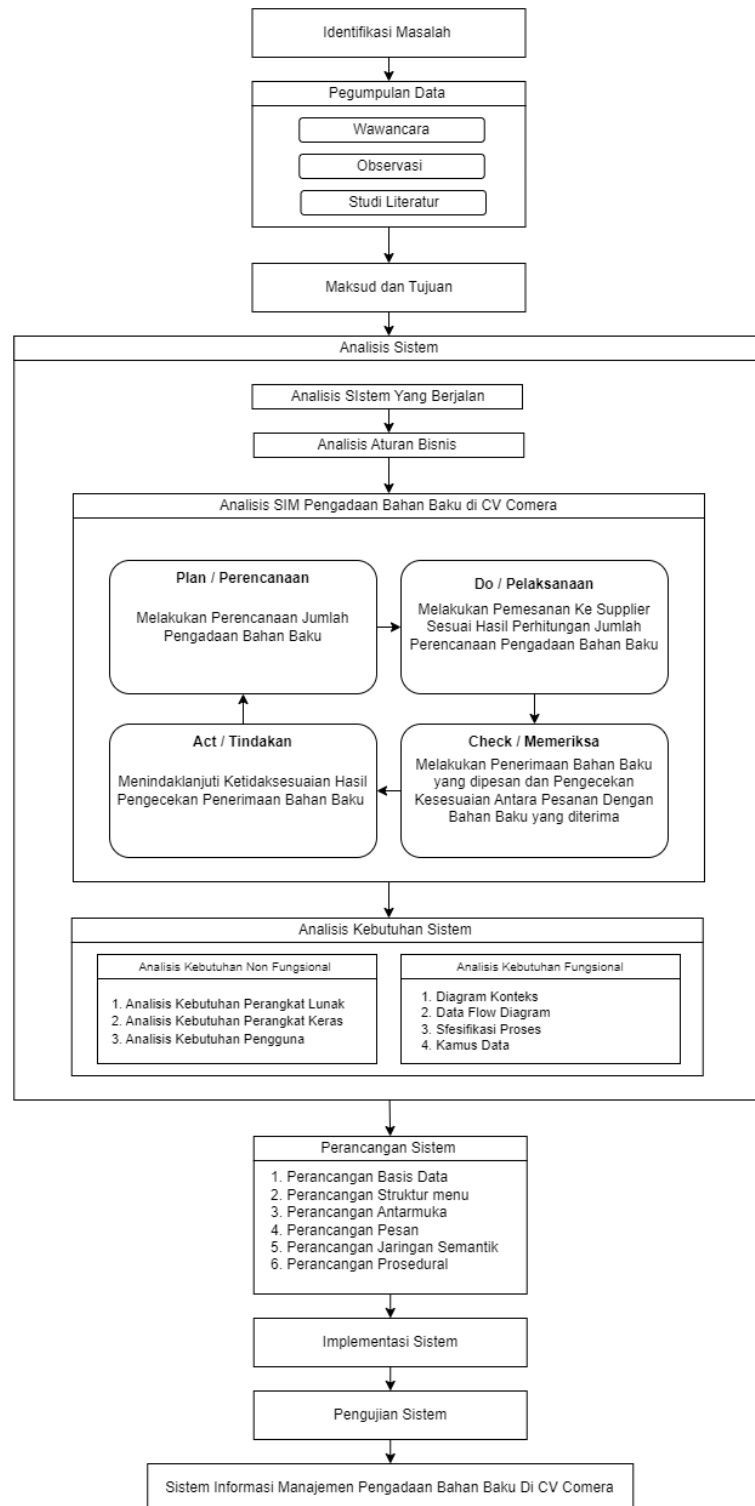 Identifikasi Masalah
Pegumpulan Data
Wawancara
Observasi
Studi Literatur
Maksud dan Tujuan
Analisis Sistem
Analisis SIstem Yang Berjalan
Analisis Aturan Bisnis
Analisis SIM Pengadaan Bahan Baku di CV Comera
Plan / Perencanaan
Melakukan Perencanaan Jumlah
Pengadaan Bahan Baku
Do / Pelaksanaan
Melakukan Pemesanan Ke Supplier
Sesuai Hasil Perhitungan Jumlah
Perencanaan Pengadaan Bahan Baku
Act / Tindakan
Menindaklanjuti Ketidaksesuaian Hasil
Pengecekan Penerimaan Bahan Baku
Check / Memeriksa
Melakukan Penerimaan Bahan Baku
yang dipesan dan Pengecekan
Kesesuaian Antara Pesanan Dengan
Bahan Baku yang diterima
Analisis Kebutuhan Sistem
Analisis Kebutuhan Non Fungsional
1. Analisis Kebutuhan Perangkat Lunak
2. Analisis Kebutuhan Perangkat Keras
3. Analisis Kebutuhan Pengguna
Analisis Kebutuhan Fungsional
1. Diagram Konteks
2. Data Flow Diagram
3. Sfesifikasi Proses
4. Kamus Data
Perancangan Sistem
1. Perancangan Basis Data
2. Perancangan Struktur menu
3. Perancangan Antarmuka
4. Perancangan Pesan
5. Perancangan Jaringan Semantik
6. Perancangan Prosedural
Implementasi Sistem
Pengujian Sistem
Sistem Informasi Manajemen Pengadaan Bahan Baku Di CV Comera